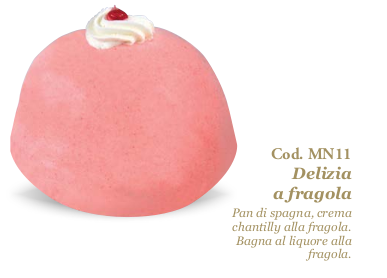 Cod. MN11
Delizia
a fragola
Pan di spagna, crema
chantilly alla fragola.
Bagna al liquore alla
fragola.